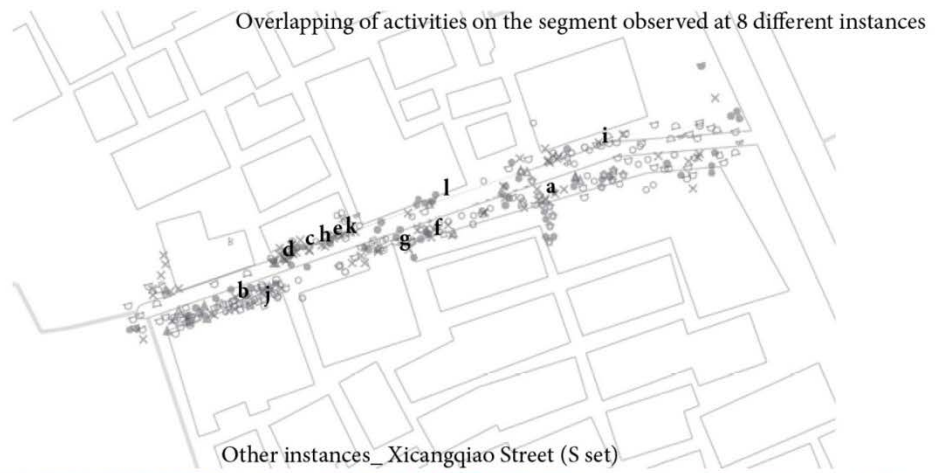 Overlapping of activities on the segment observed at 8 different instances
i
a
l
f
g
k
e
h
c
d
b
j
Other instances_ Xicangqiao Street (S set)